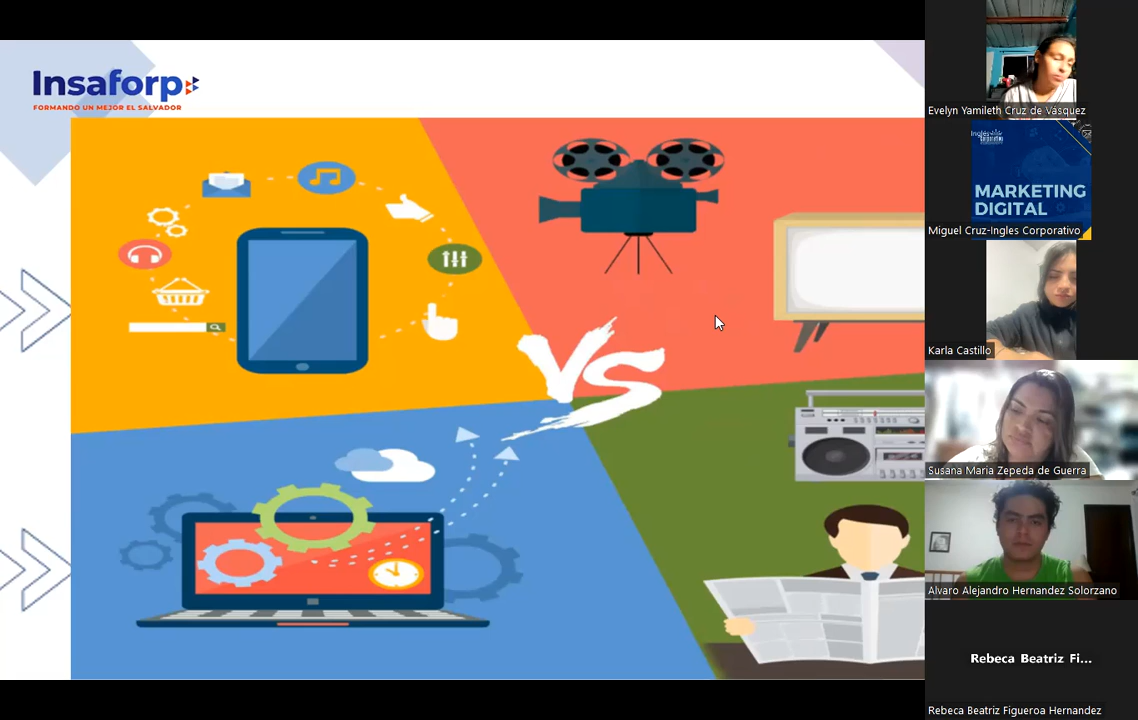 Insaforp
FORMANDO UN MEJOR EL SALVADOR
VS
Evelyn Yamileth Cruz de Vásquez
MARKETING
DIGITAL
Miguel Cruz-Ingles Corporativo
Karla Castillo
Susana Maria Zepeda de Guerra
Alvaro Alejandro Hernandez Solorzano
Rebeca Beatriz Fi...
Rebeca Beatriz Figueroa Hernandez